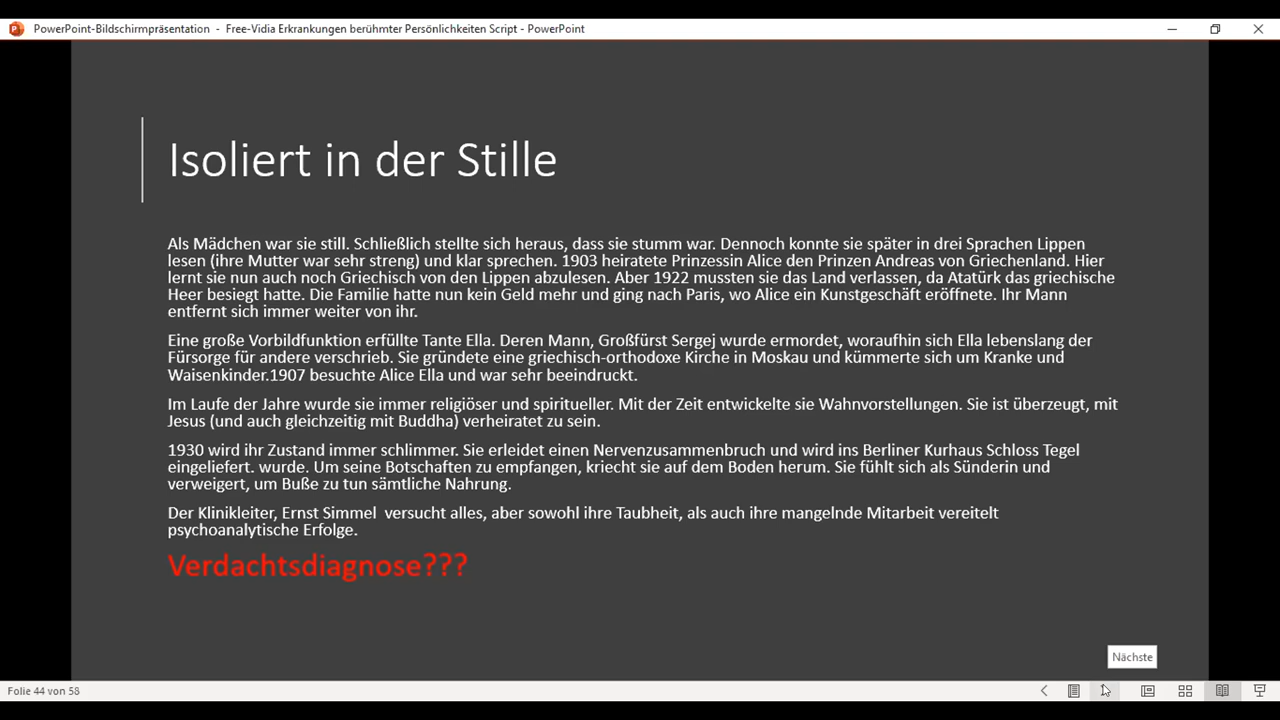 PowerPoint-Bildschirmpräsentation - Free-Vidia Erkrankungen berühmter Persönlichkeiten Script - PowerPoint
Isoliert in der Stille
Als Mädchen war sie still. Schließlich stellte sich heraus, dass sie stumm war. Dennoch konnte sie später in drei Sprachen Lippen
lesen (ihre Mutter war sehr streng) und klar sprechen. 1903 heiratete Prinzessin Alice den Prinzen Andreas von Griechenland. Hier
lernt sie nun auch noch Griechisch von den Lippen abzulesen. Aber 1922 mussten sie das Land verlassen, da Atatürk das griechische
Heer besiegt hatte. Die Familie hatte nun kein Geld mehr und ging nach Paris, wo Alice ein Kunstgeschäft eröffnete. Ihr Mann
entfernt sich immer weiter von ihr.
Eine große Vorbildfunktion erfüllte Tante Ella. Deren Mann, Großfürst Sergej wurde ermordet, woraufhin sich Ella lebenslang der
Fürsorge für andere verschrieb. Sie gründete eine griechisch-orthodoxe Kirche in Moskau und kümmerte sich um Kranke und
Waisenkinder.1907 besuchte Alice Ella und war sehr beeindruckt.
Im Laufe der Jahre wurde sie immer religiöser und spiritueller. Mit der Zeit entwickelte sie Wahnvorstellungen. Sie ist überzeugt, mit
Jesus (und auch gleichzeitig mit Buddha) verheiratet zu sein.
1930 wird ihr Zustand immer schlimmer. Sie erleidet einen Nervenzusammenbruch und wird ins Berliner Kurhaus Schloss Tegel
eingeliefert. wurde. Um seine Botschaften zu empfangen, kriecht sie auf dem Boden herum. Sie fühlt sich als Sünderin und
verweigert, um Buße zu tun sämtliche Nahrung.
Der Klinikleiter, Ernst Simmel versucht alles, aber sowohl ihre Taubheit, als auch ihre mangelnde Mitarbeit vereitelt
psychoanalytische Erfolge.
Verdachtsdiagnose???
Nächste
Folie 44 von 58